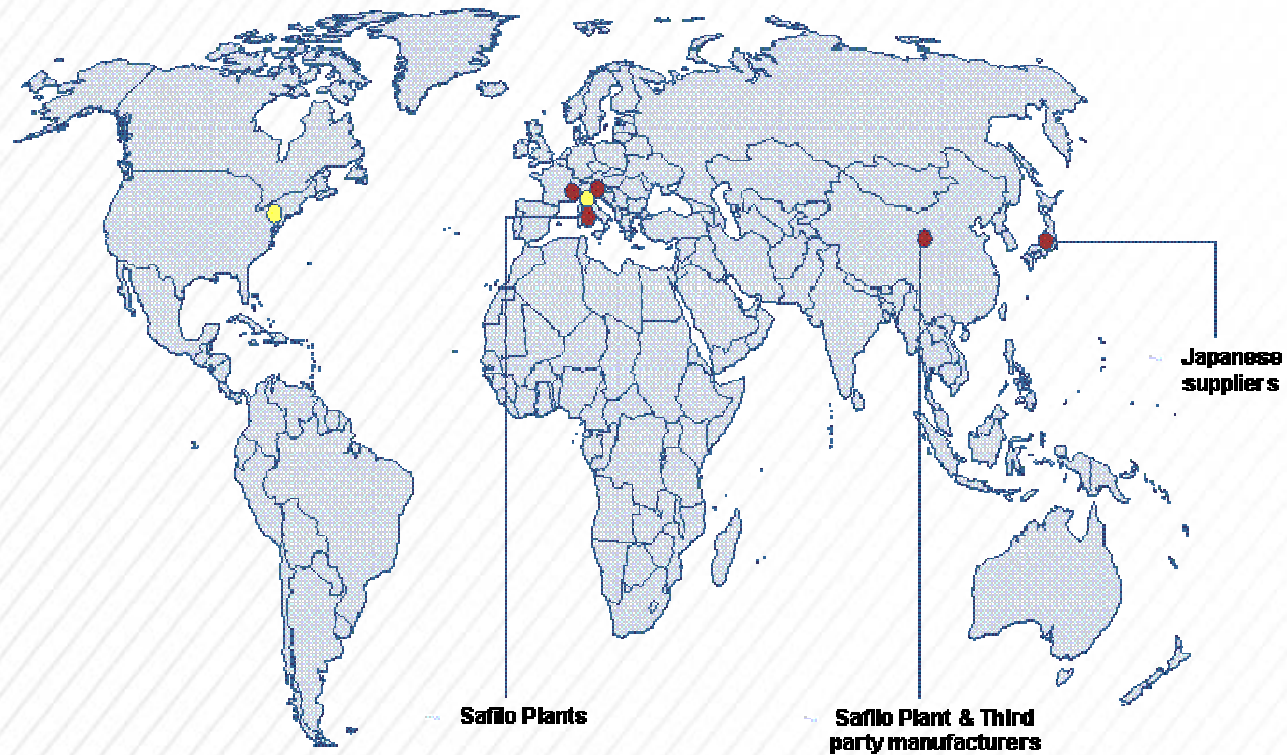 Japanese
suppliers
Safilo Plants
Safilo Plant & Third
party manufacturers